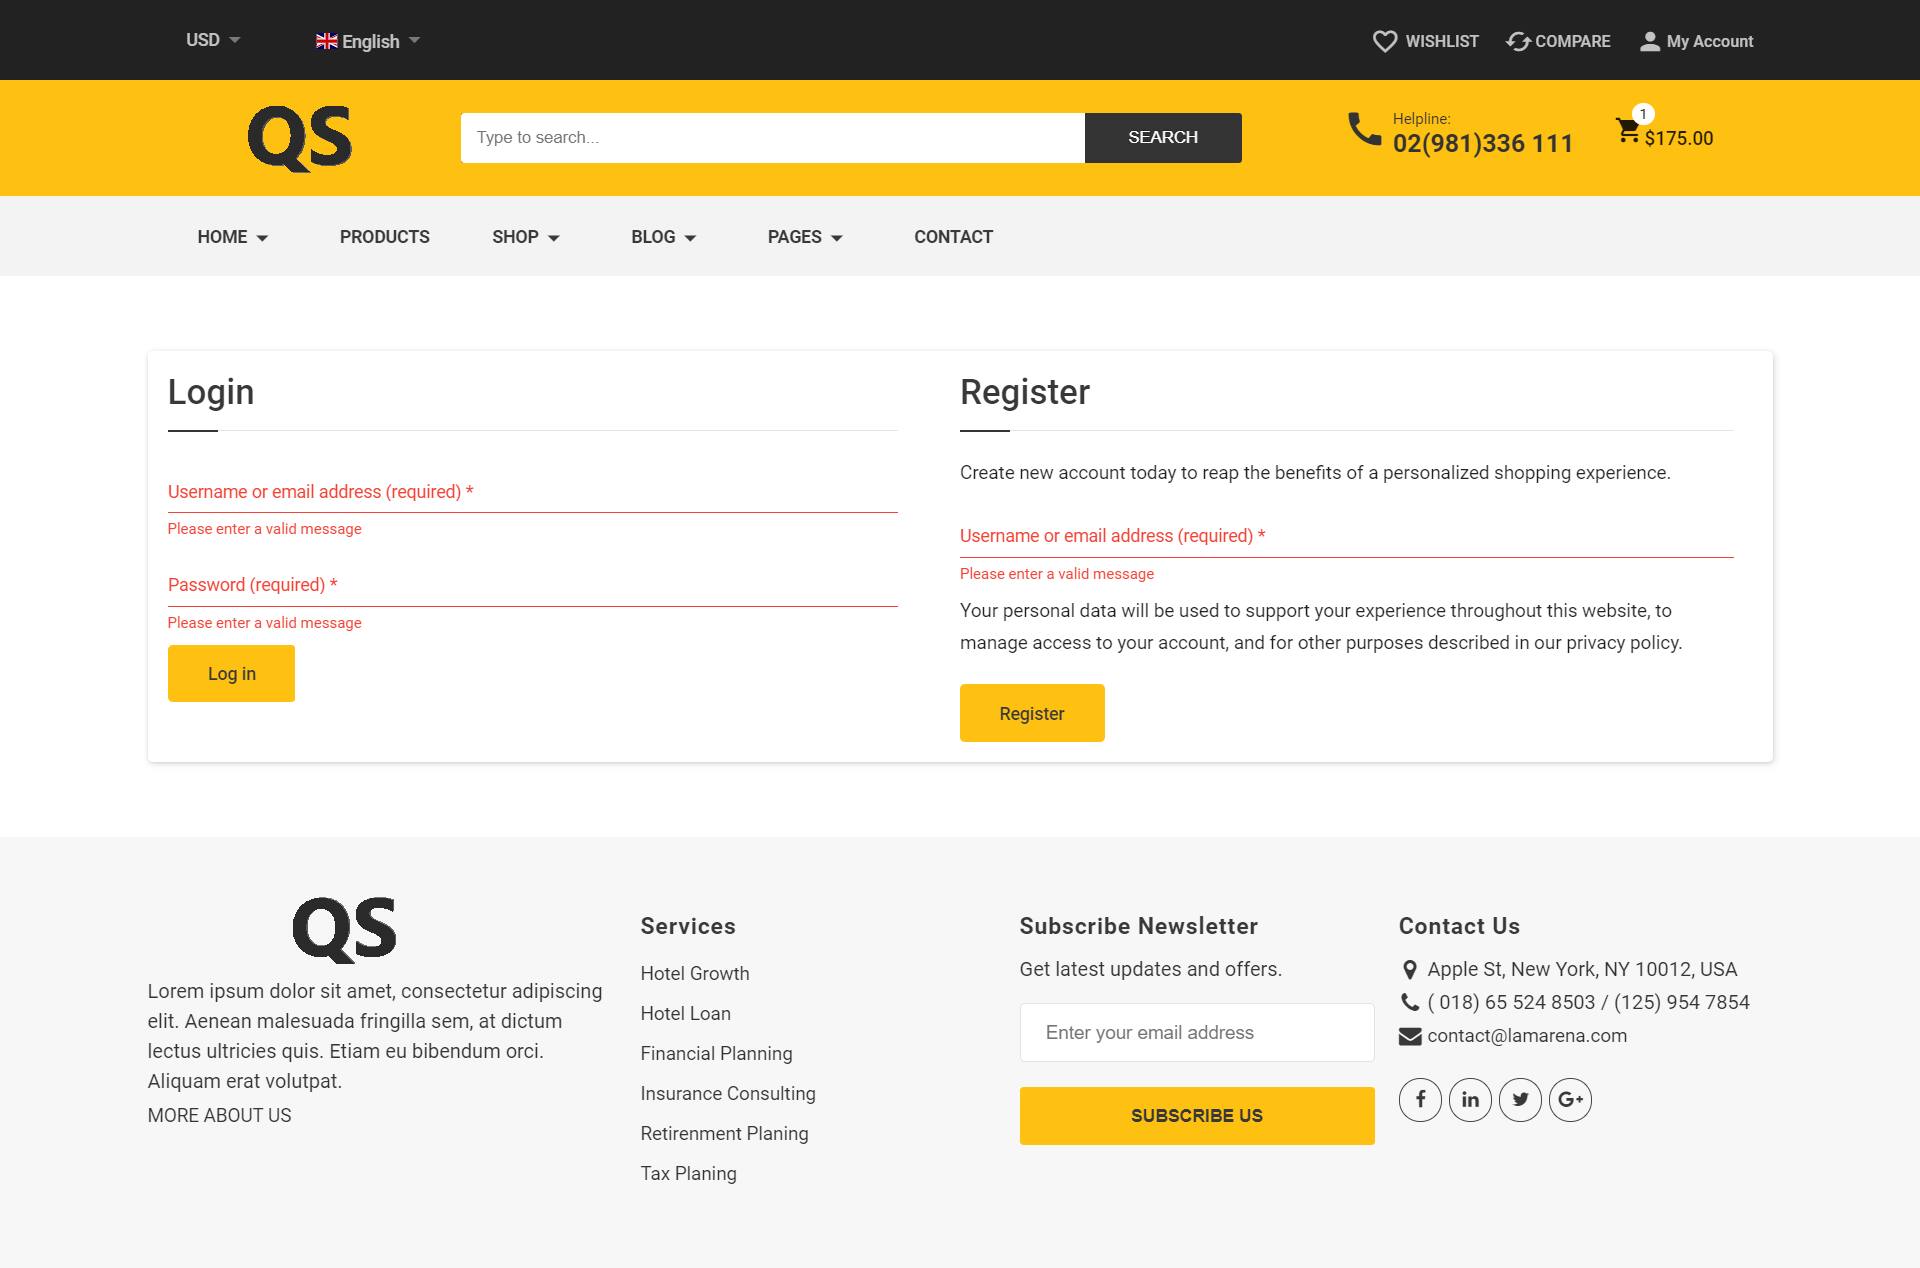 USD
English
WISHLIST
COMPARE
My Account
QS
Type to search...
SEARCH
Helpline:
02(981)336 111
1
$175.00
HOME
PRODUCTS
SHOP
BLOG
PAGES
CONTACT
Login
Username or email address (required) *
Please enter a valid message
Password (required) *
Please enter a valid message
Log in
Register
Create new account today to reap the benefits of a personalized shopping experience.
Username or email address (required) *
Please enter a valid message
Your personal data will be used to support your experience throughout this website, to
manage access to your account, and for other purposes described in our privacy policy.
Register
QS
Lorem ipsum dolor sit amet, consectetur adipiscing
elit. Aenean malesuada fringilla sem, at dictum
lectus ultricies quis. Etiam eu bibendum orci.
Aliquam erat volutpat.
MORE ABOUT US
Services
Hotel Growth
Hotel Loan
Financial Planning
Insurance Consulting
Retirenment Planing
Tax Planing
Subscribe Newsletter
Get latest updates and offers.
Enter your email address
SUBSCRIBE US
Contact Us
Apple St, New York, NY 10012, USA
( 018) 65 524 8503 / (125) 954 7854
contact@lamarena.com